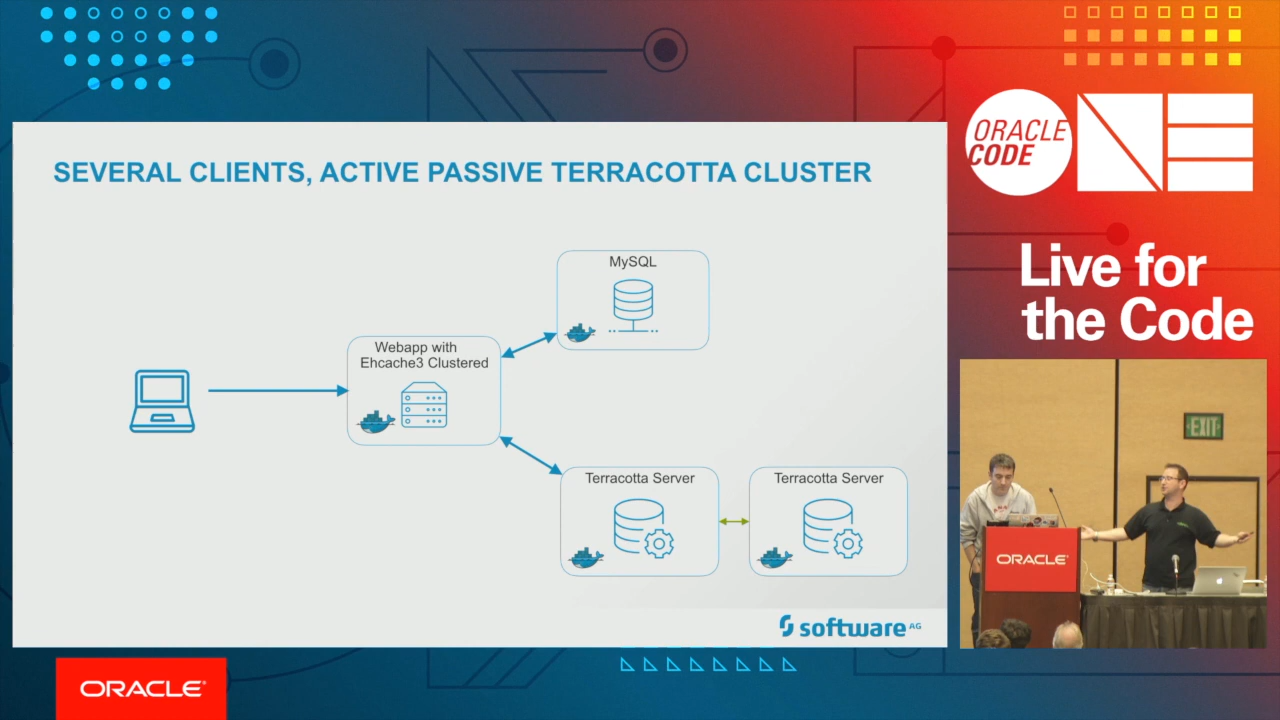 SEVERAL CLIENTS, ACTIVE PASSIVE TERRACOTTA CLUSTER
MySQL
Webapp with
Ehcache3 Clustered
Terracotta Server
Terracotta Server
software AG
ORACLE
CODE
ONE
Live for
the Code
EXIT
ORACLE
ORACLE